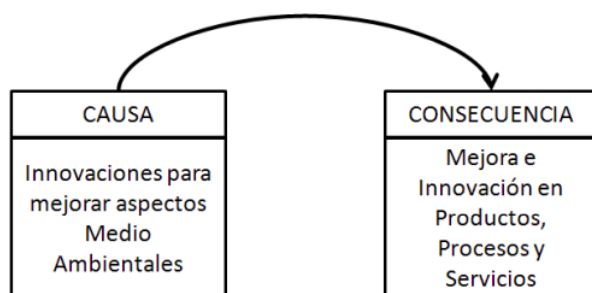 CAUSA
Innovaciones para
mejorar aspectos
Medio
Ambientales
CONSECUENCIA
Mejora e
Innovación en
Productos,
Procesos y
Servicios